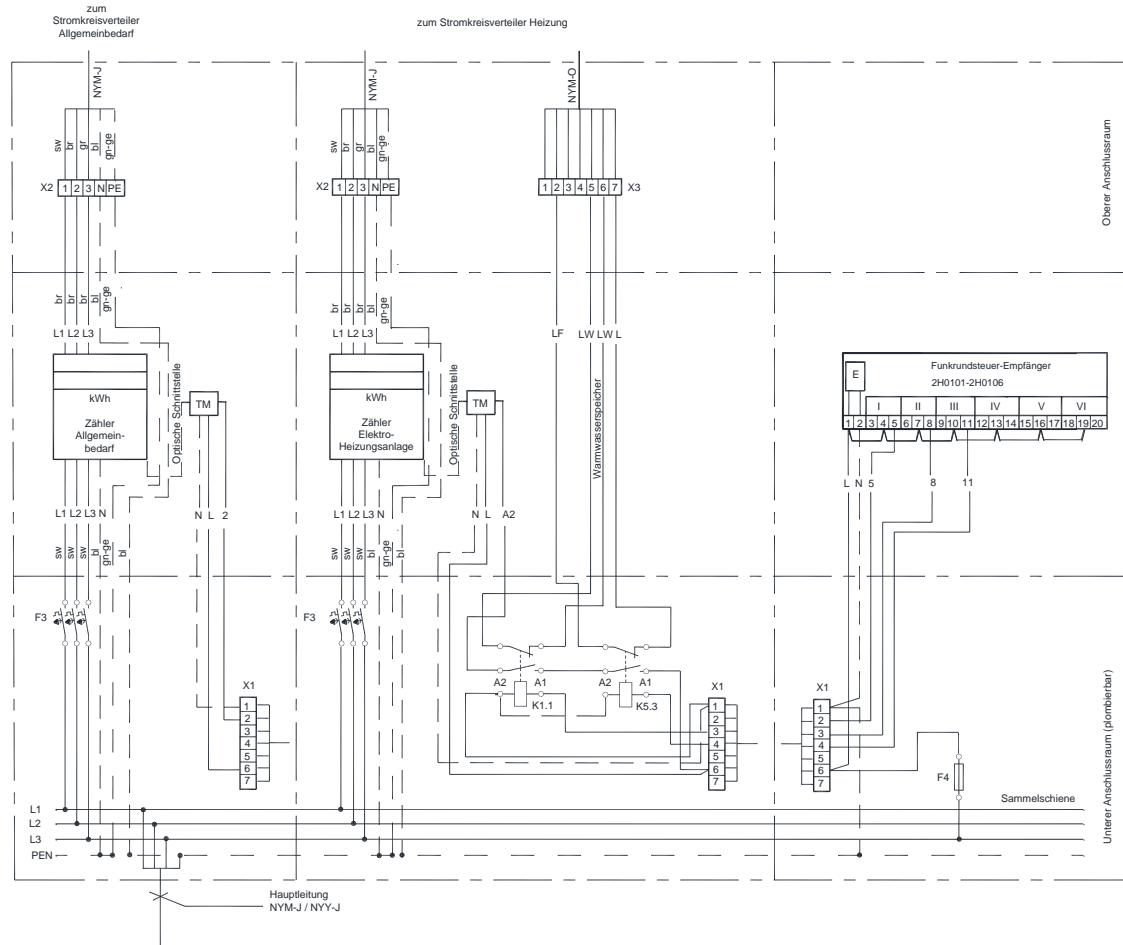 zum
Stromkreisverteiler
Allgemeinbedarf
zum Stromkreisverteiler Heizung
NYM-J
NYM-J
NYM-O
sw br gr bl gn-ge
sw br gr bl gn-ge
X2 1 2 3 N PE
X2 1 2 3 N PE
1 2 3 4 5 6 7 X3
Oberer Anschlussraum
br br br bl gn-ge
br br br bl gn-ge
L1 L2 L3
L1 L2 L3
LF LW LW L
kWh
Zähler
Allgemein-
bedarf
Optische Schnittstelle
TM
kWh
Zähler
Elektro-
Heizungsanlage
Optische Schnittstelle
TM
Warmwasserspeicher
E
Funkrundsteuer-Empfänger
2H0101-2H0106
I II III IV V VI
1 2 3 4 5 6 7 8 9 10 11 12 13 14 15 16 17 18 19 20
L N 5 8 11
L1 L2 L3 N
N L 2
L1 L2 L3 N
N L A2
sw sw sw bl gn-ge bl
sw sw sw bl gn-ge bl
F3
F3
A2 A1
K1.1
A2 A1
K5.3
X1
1
2
3
4
5
6
7
X1
1
2
3
4
5
6
7
X1
1
2
3
4
5
6
7
F4
Sammelschiene
Unterer Anschlussraum (plombierbar)
L1
L2
L3
PEN
Hauptleitung
NYM-J / NYY-J